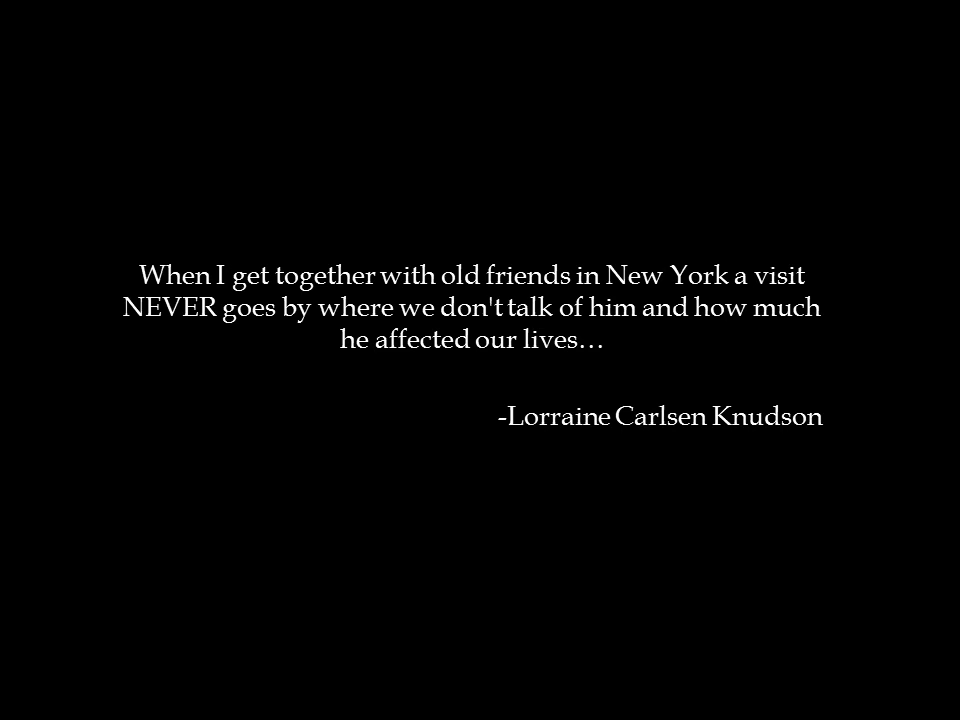 When I get together with old friends in New York a visit
NEVER goes by where we don't talk of him and how much
he affected our lives…
-Lorraine Carlsen Knudson